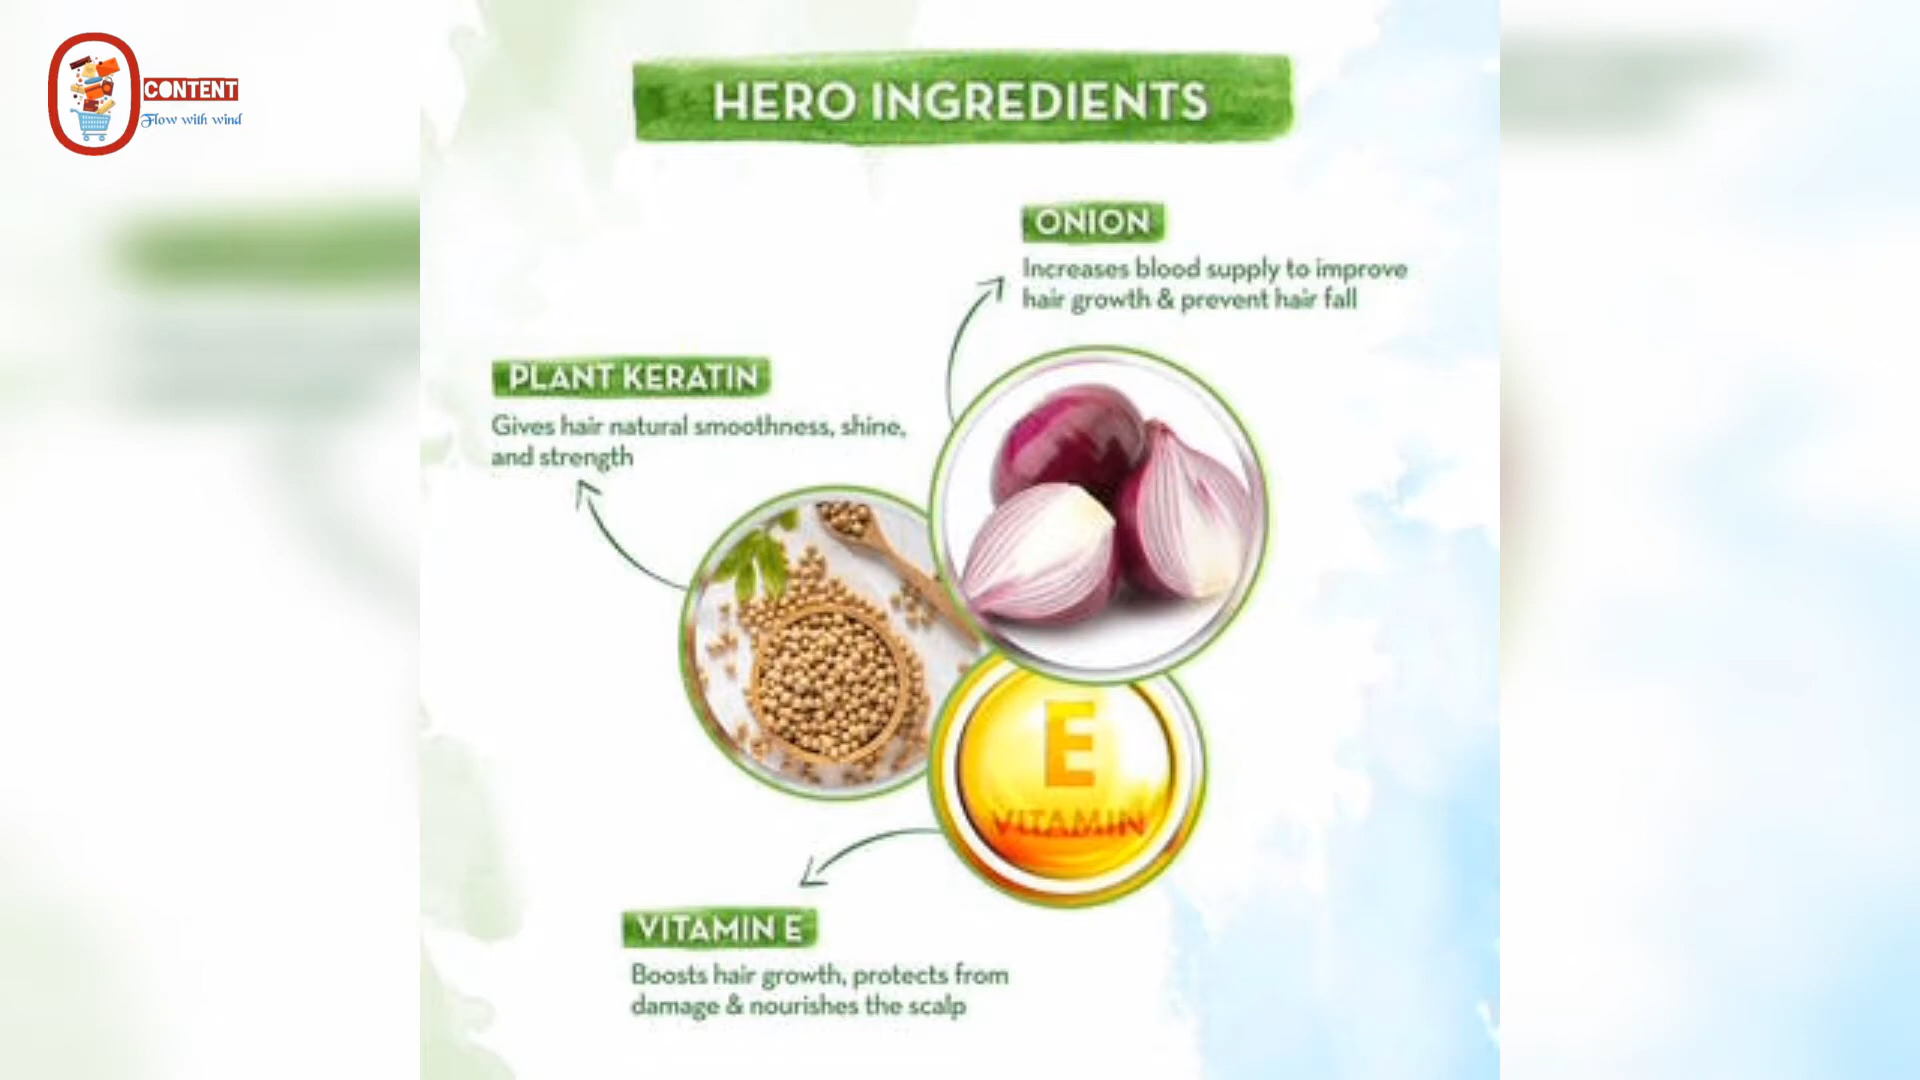 CONTENT
Flow with wind
HERO INGREDIENTS
ONION
Increases blood supply to improve
hair growth & prevent hair fall
PLANT KERATIN
Gives hair natural smoothness, shine,
and strength
E
VITAMIN
VITAMIN E
Boosts hair growth, protects from
damage & nourishes the scalp